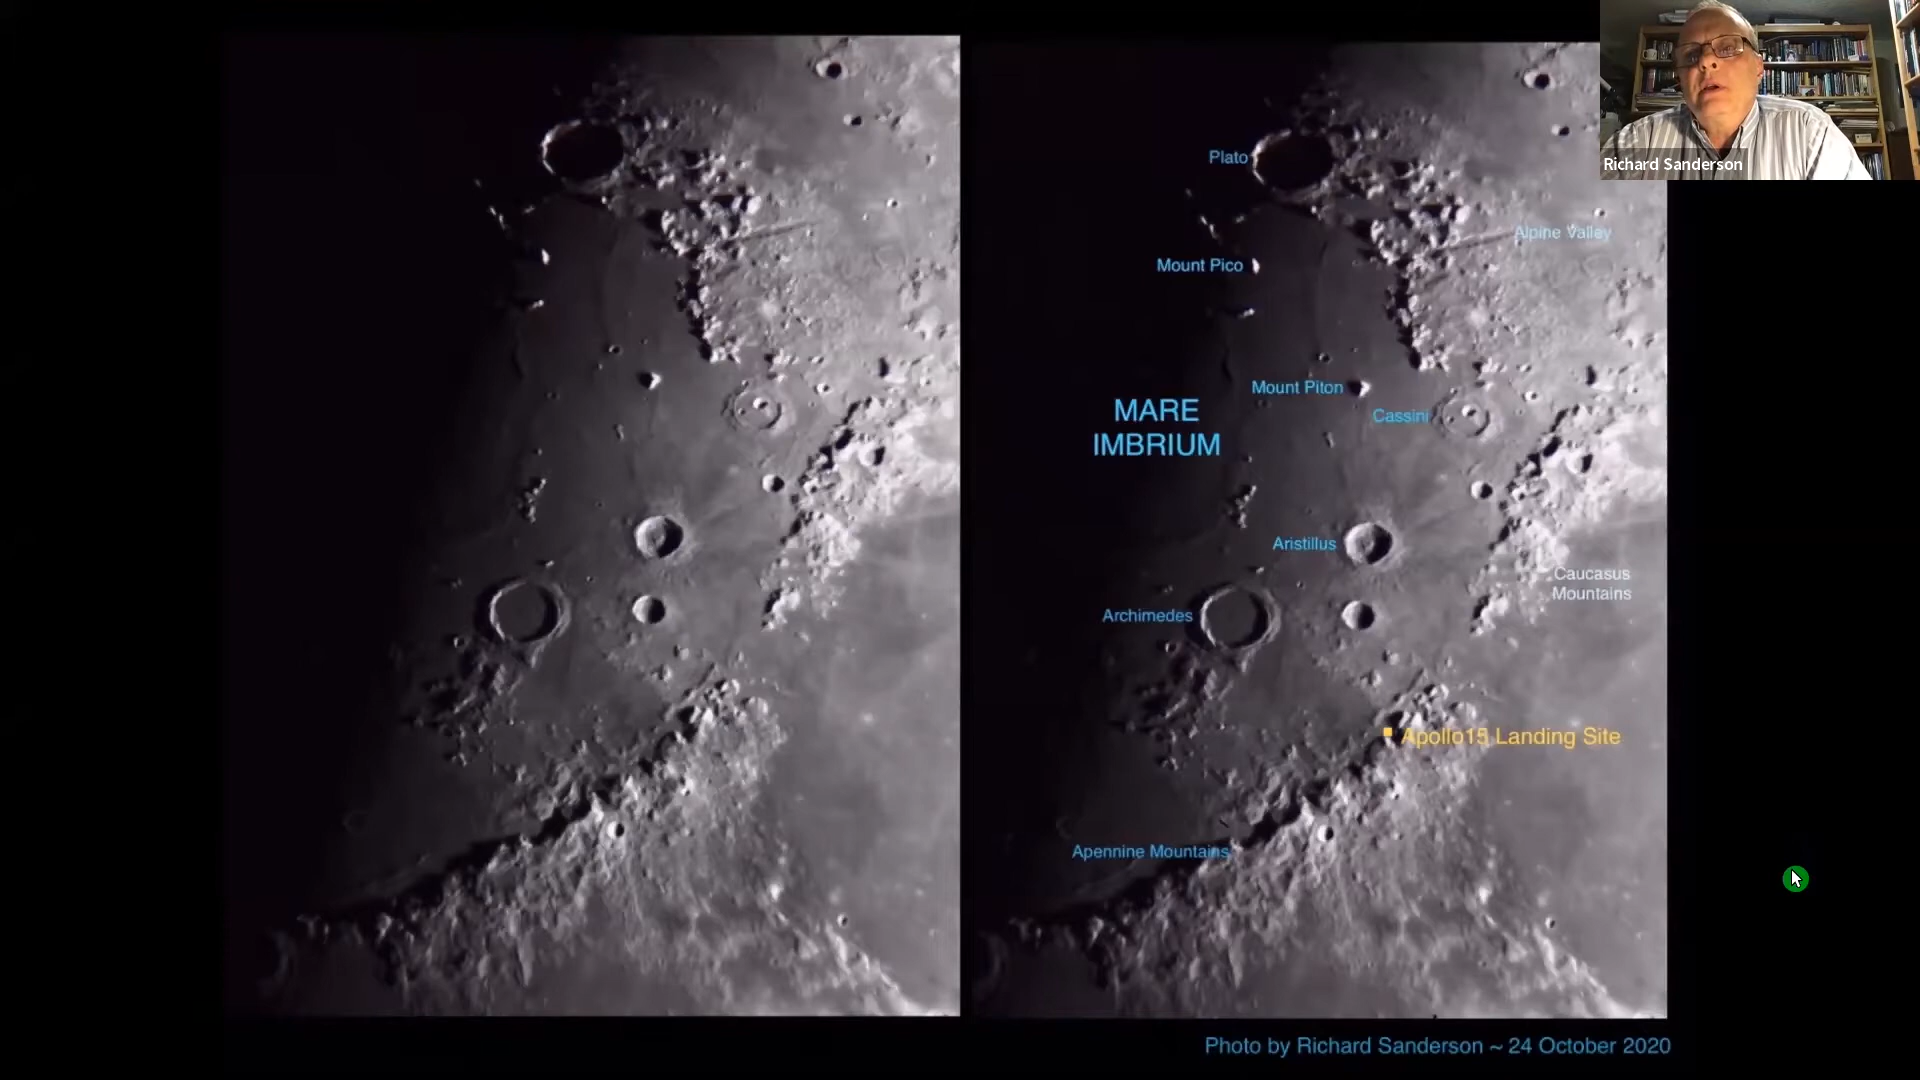 Richard Sanderson
Plato
Alpine Valley
Mount Pico
Mount Piton
MARE
IMBRIUM
Cassini
Aristillus
Caucasus
Mountains
Archimedes
Apollo15 Landing Site
Apennine Mountains
Photo by Richard Sanderson ~ 24 October 2020